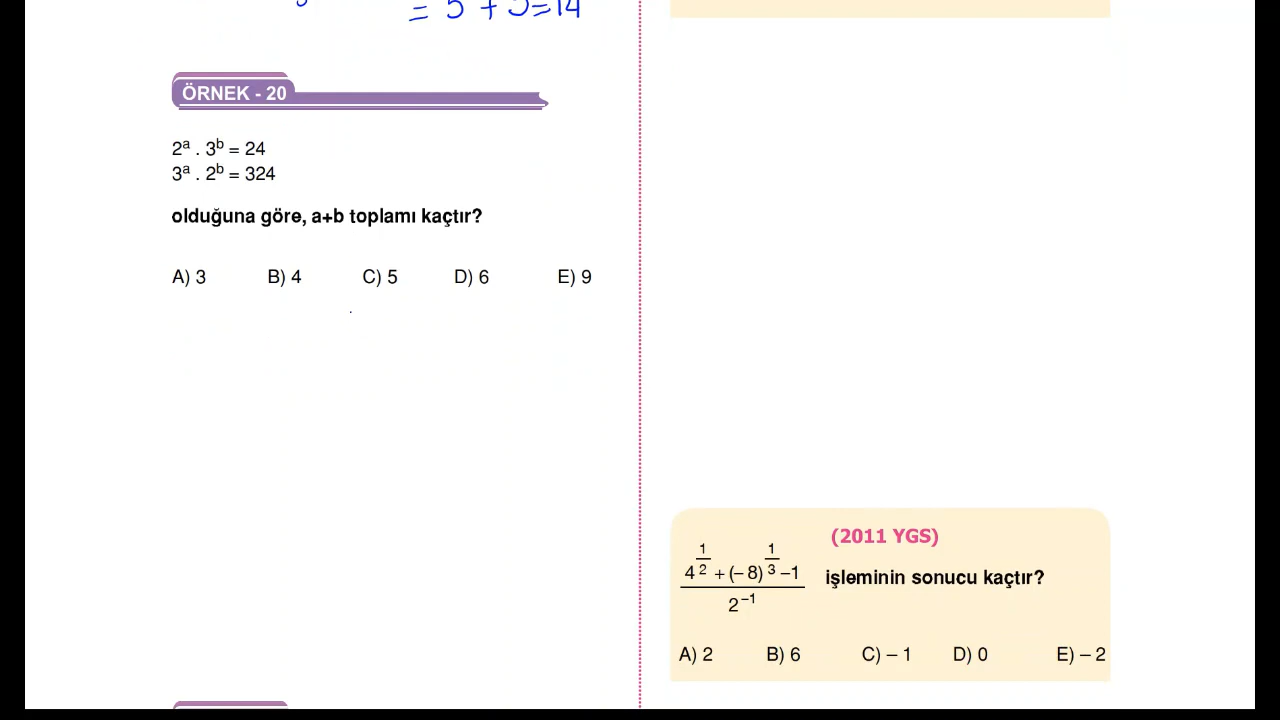 = 5 + 9 = 14
ÖRNEK - 20
2ᵃ . 3ᵇ = 24
3ᵃ . 2ᵇ = 324
olduğuna göre, a+b toplamı kaçtır?
A) 3 B) 4 C) 5 D) 6 E) 9
(2011 YGS)
4^(1/2) + (– 8)^(1/3) – 1
2⁻¹
işleminin sonucu kaçtır?
A) 2 B) 6 C) – 1 D) 0 E) – 2